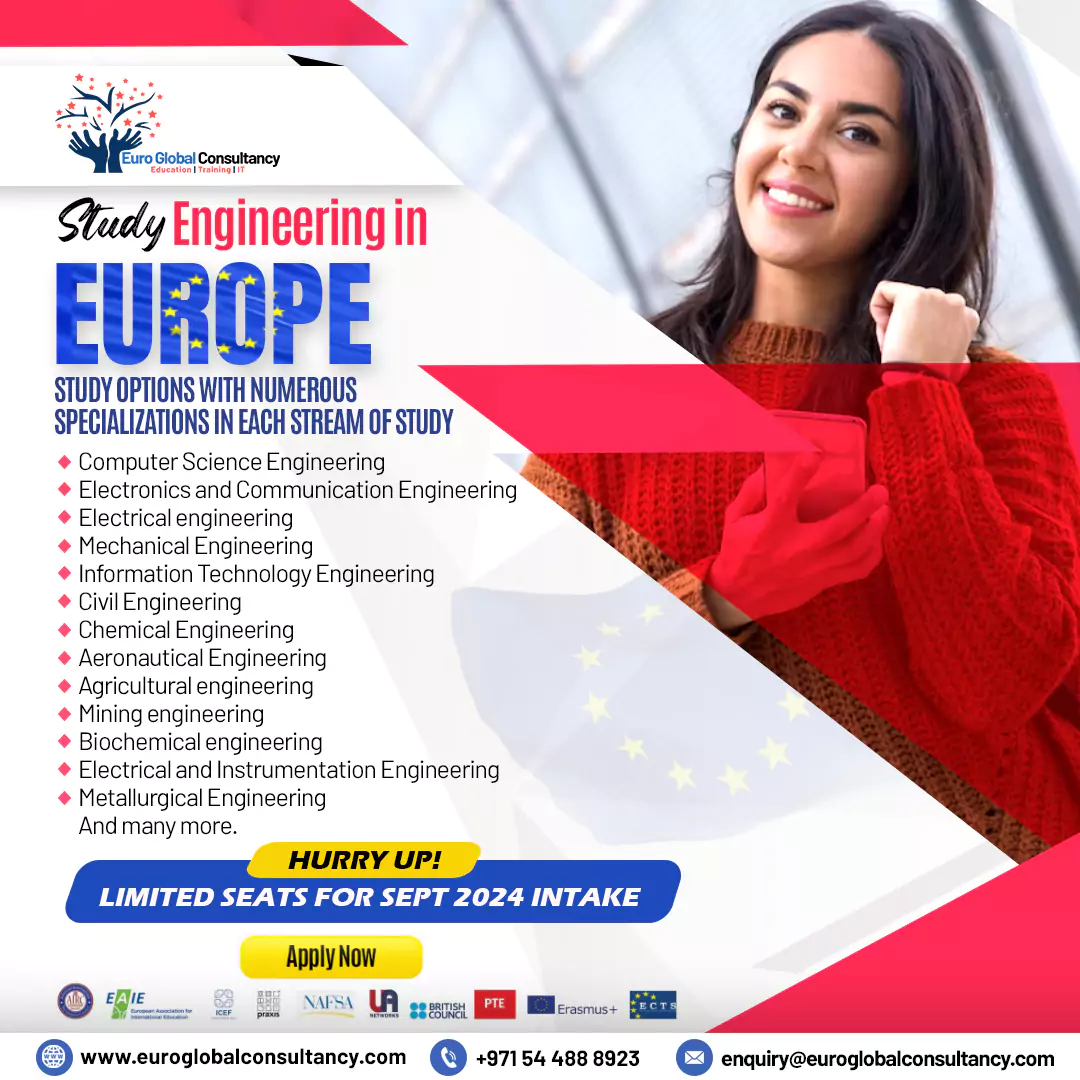 Euro Global Consultancy
Education | Training | IT
Study Engineering in
EUROPE
STUDY OPTIONS WITH NUMEROUS
SPECIALIZATIONS IN EACH STREAM OF STUDY
Computer Science Engineering
Electronics and Communication Engineering
Electrical engineering
Mechanical Engineering
Information Technology Engineering
Civil Engineering
Chemical Engineering
Aeronautical Engineering
Agricultural engineering
Mining engineering
Biochemical engineering
Electrical and Instrumentation Engineering
Metallurgical Engineering
And many more.
HURRY UP!
LIMITED SEATS FOR SEPT 2024 INTAKE
Apply Now
EAIE
European Association for
International Education
ICEF
praxis
NAFSA
UA
NETWORKS
BRITISH
COUNCIL
PTE
Erasmus+
ECTS
www.euroglobalconsultancy.com
+971 54 488 8923
enquiry@euroglobalconsultancy.com